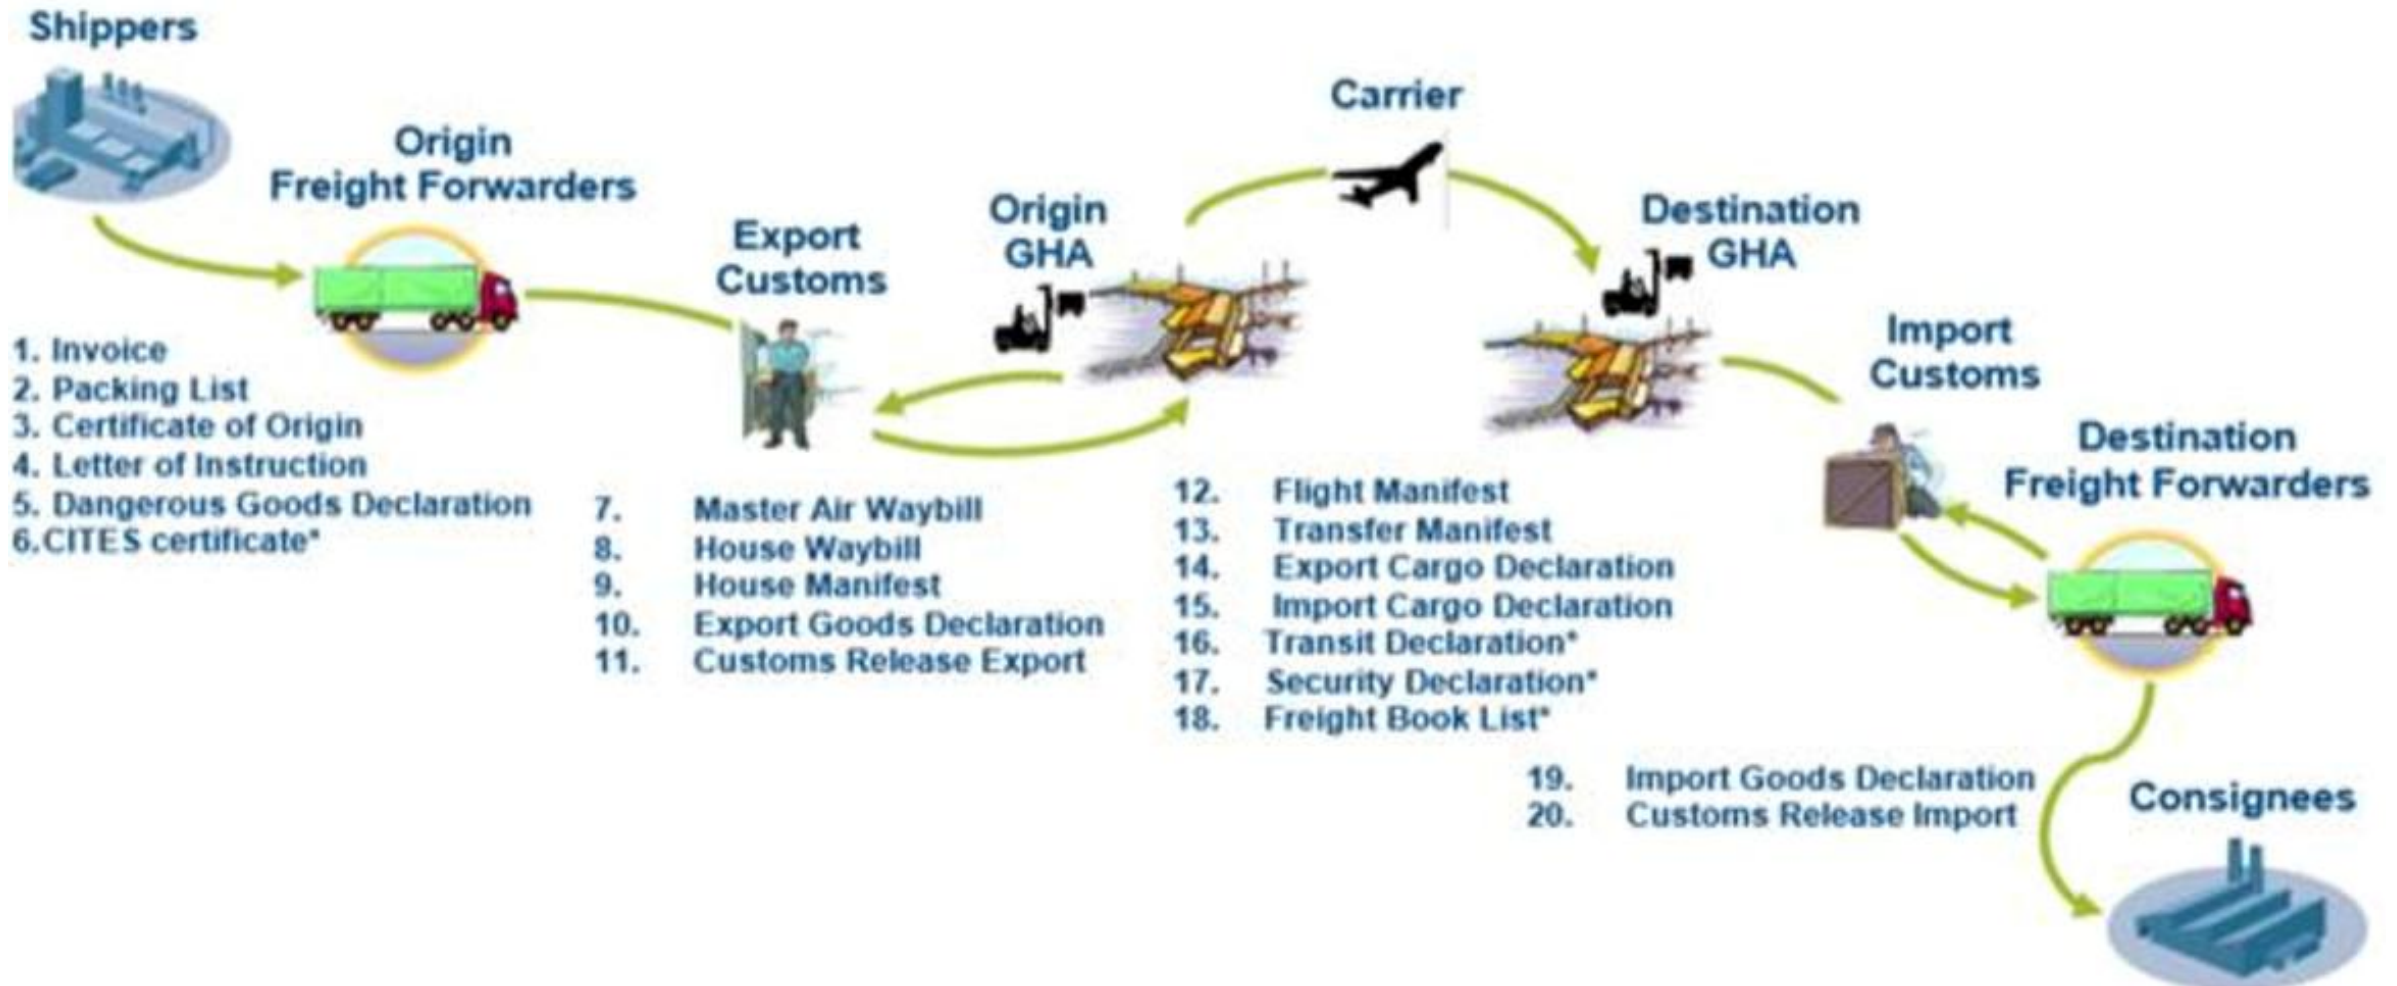 Shippers
Origin
Freight Forwarders
Export
Customs
Origin
GHA
Carrier
Destination
GHA
Import
Customs
Destination
Freight Forwarders
1. Invoice
2. Packing List
3. Certificate of Origin
4. Letter of Instruction
5. Dangerous Goods Declaration
6.CITES certificate*
7. Master Air Waybill
8. House Waybill
9. House Manifest
10. Export Goods Declaration
11. Customs Release Export
12. Flight Manifest
13. Transfer Manifest
14. Export Cargo Declaration
15. Import Cargo Declaration
16. Transit Declaration*
17. Security Declaration*
18. Freight Book List*
19. Import Goods Declaration
20. Customs Release Import
Consignees